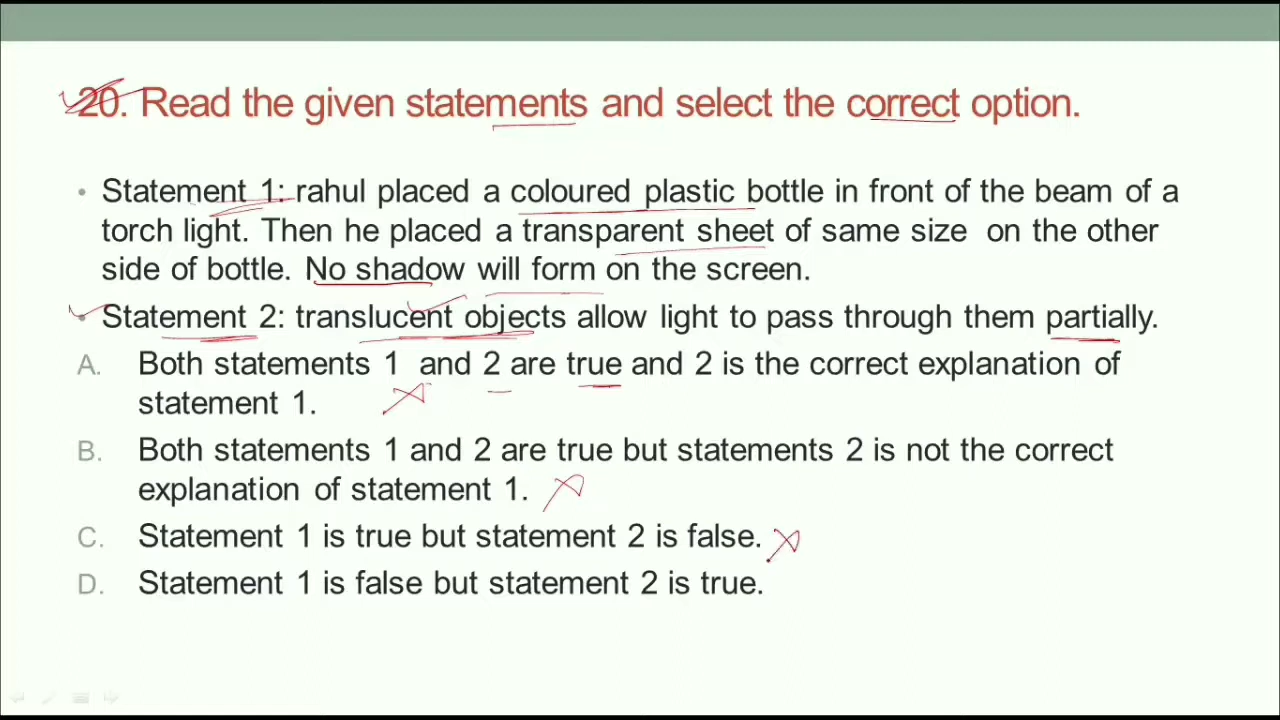 20. Read the given statements and select the correct option.
• Statement 1: rahul placed a coloured plastic bottle in front of the beam of a
torch light. Then he placed a transparent sheet of same size on the other
side of bottle. No shadow will form on the screen.
• Statement 2: translucent objects allow light to pass through them partially.
A. Both statements 1 and 2 are true and 2 is the correct explanation of
statement 1.
B. Both statements 1 and 2 are true but statements 2 is not the correct
explanation of statement 1.
C. Statement 1 is true but statement 2 is false.
D. Statement 1 is false but statement 2 is true.